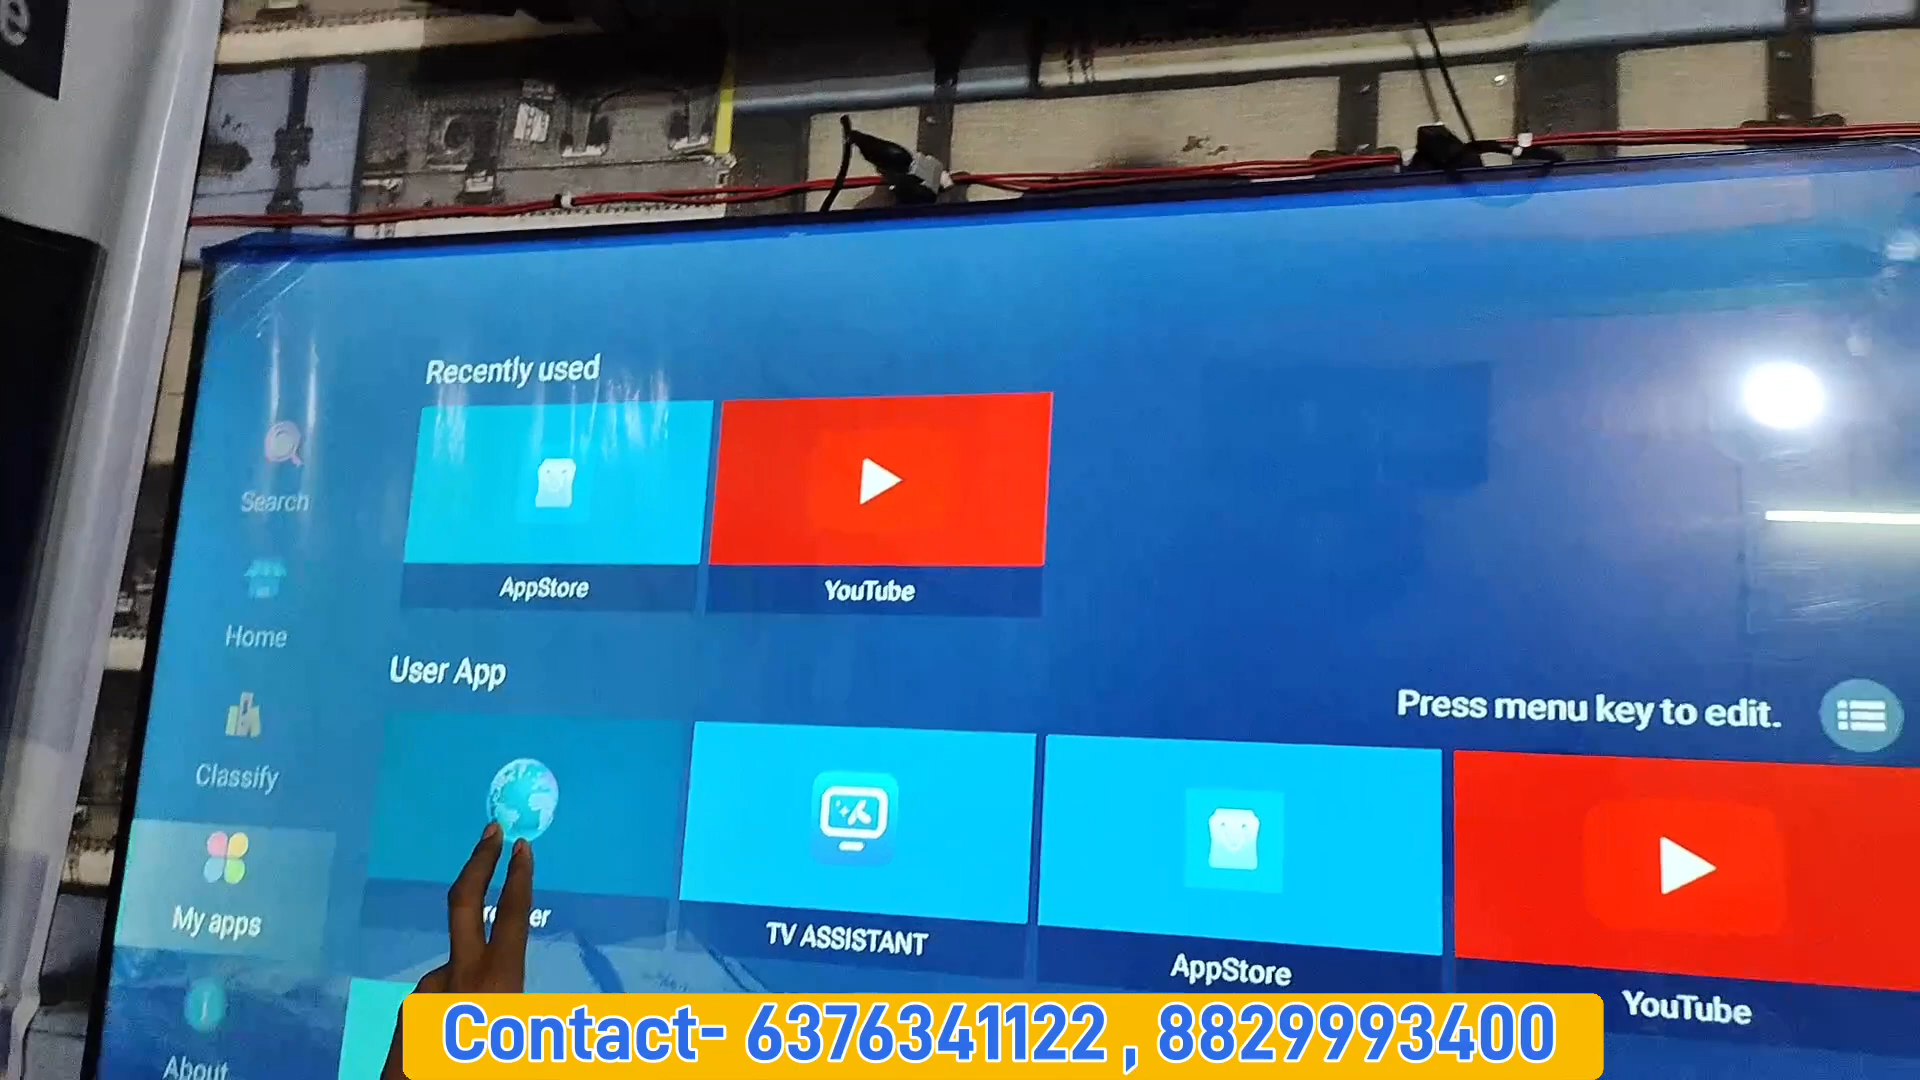 e
Recently used
Search
AppStore
YouTube
Home
User App
Press menu key to edit.
Classify
My apps
TV ASSISTANT
AppStore
YouTube
About
Contact- 6376341122 , 8829993400